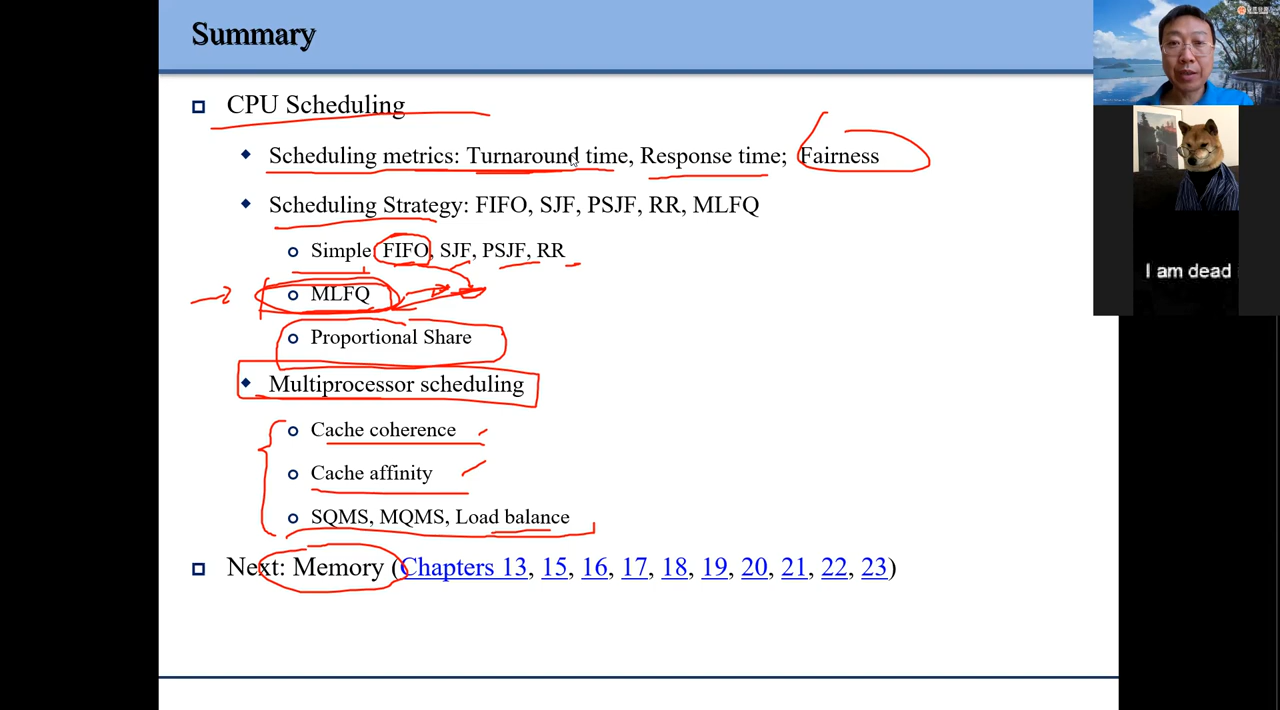 Summary
CPU Scheduling
Scheduling metrics: Turnaround time, Response time; Fairness
Scheduling Strategy: FIFO, SJF, PSJF, RR, MLFQ
Simple FIFO, SJF, PSJF, RR
MLFQ
Proportional Share
Multiprocessor scheduling
Cache coherence
Cache affinity
SQMS, MQMS, Load balance
Next: Memory (Chapters 13, 15, 16, 17, 18, 19, 20, 21, 22, 23)
I am dead